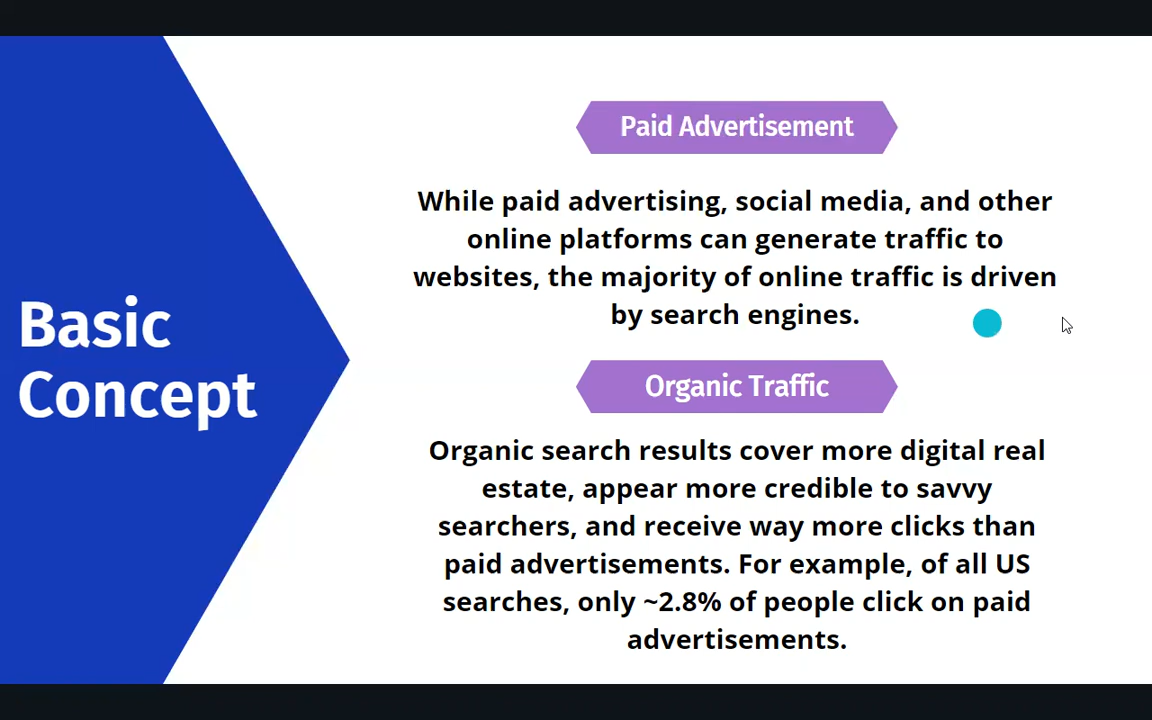 Basic
Concept
Paid Advertisement
While paid advertising, social media, and other
online platforms can generate traffic to
websites, the majority of online traffic is driven
by search engines.
Organic Traffic
Organic search results cover more digital real
estate, appear more credible to savvy
searchers, and receive way more clicks than
paid advertisements. For example, of all US
searches, only ~2.8% of people click on paid
advertisements.